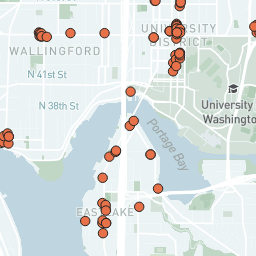 UNIVERSITY
DISTRICT
WALLINGFORD
N 41st St
N 38th St
University
Washington
Portage Bay
EASTLAKE